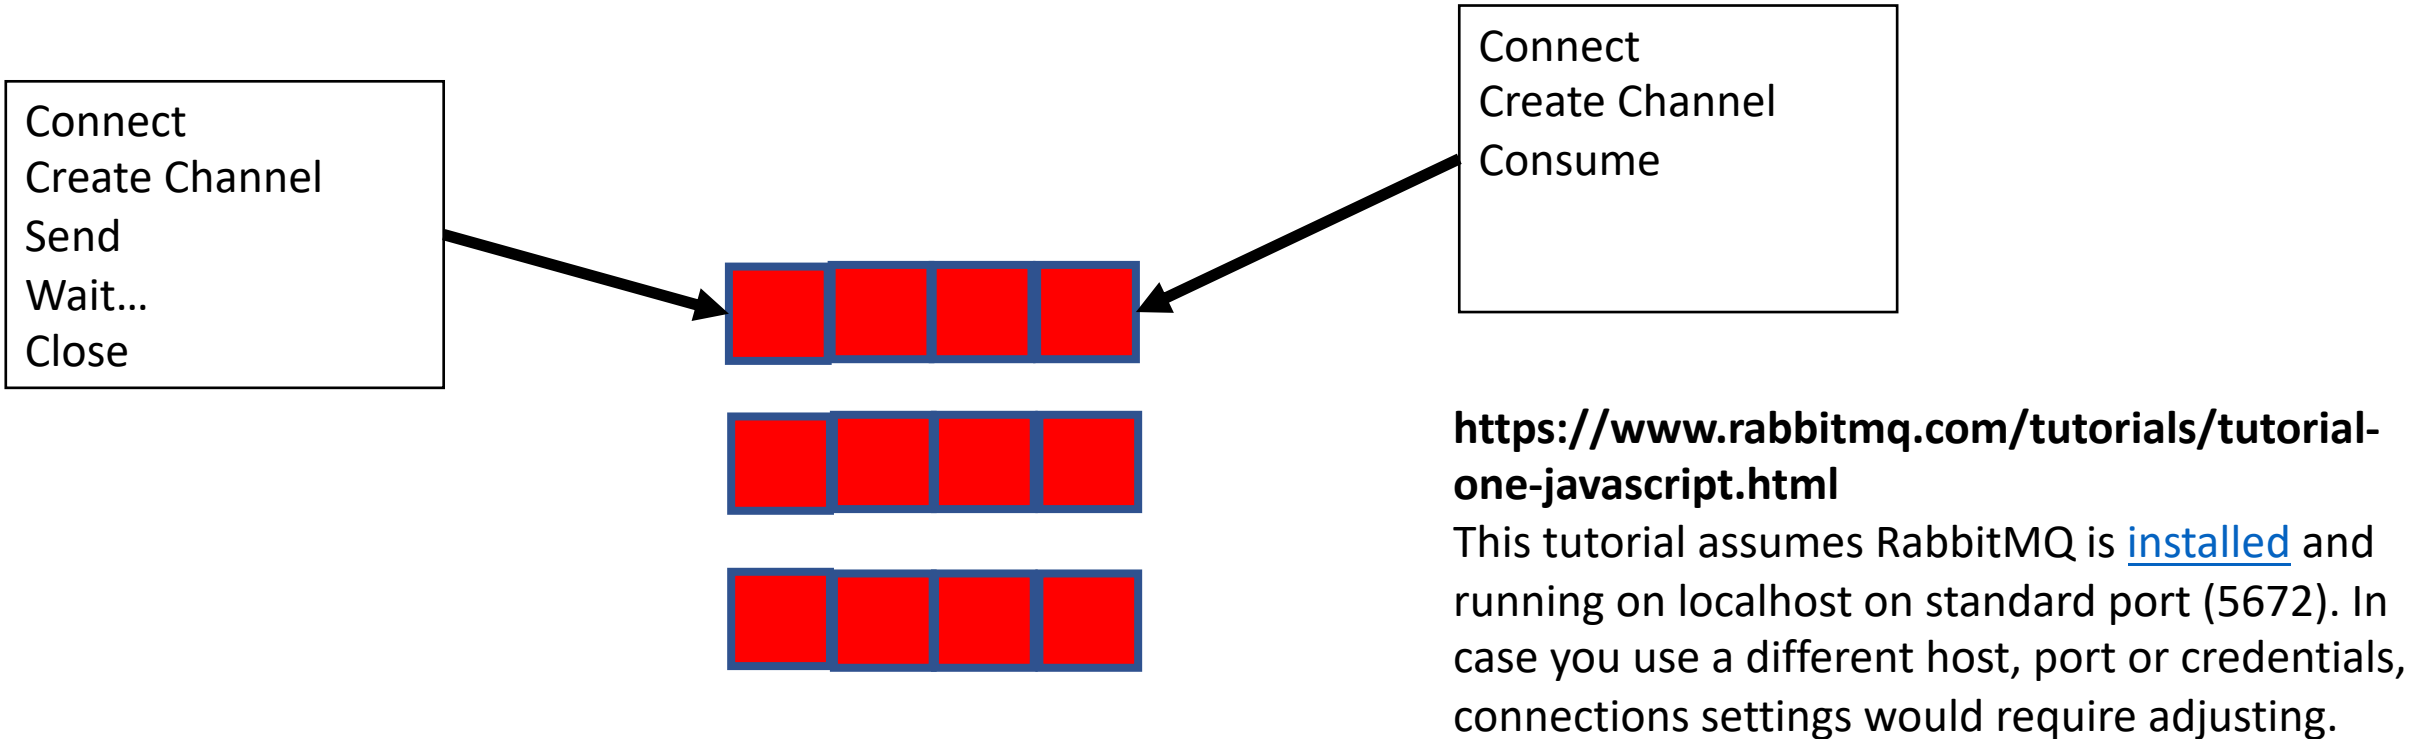 Connect
Create Channel
Send
Wait...
Close
Connect
Create Channel
Consume
https://www.rabbitmq.com/tutorials/tutorial-
one-javascript.html
This tutorial assumes RabbitMQ is installed and
running on localhost on standard port (5672). In
case you use a different host, port or credentials,
connections settings would require adjusting.